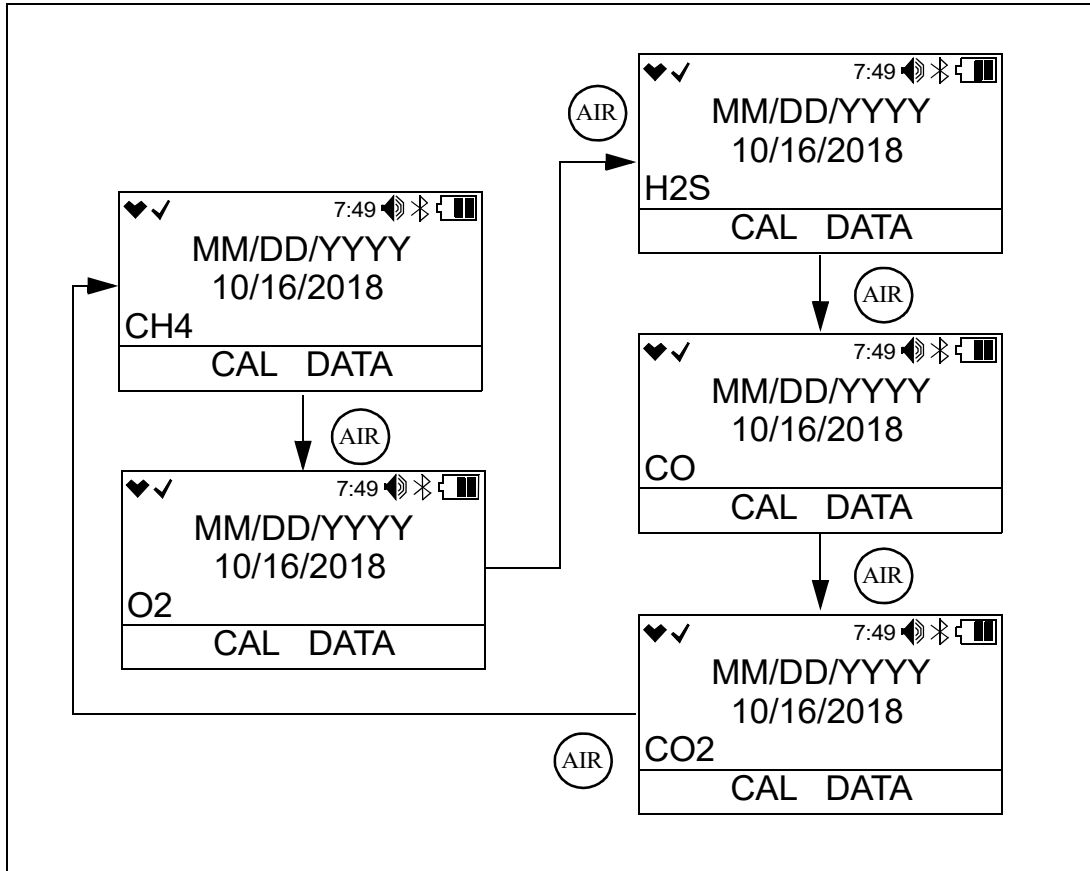 7:49
MM/DD/YYYY
10/16/2018
CH4
CAL DATA
AIR
7:49
MM/DD/YYYY
10/16/2018
O2
CAL DATA
AIR
7:49
MM/DD/YYYY
10/16/2018
H2S
CAL DATA
AIR
7:49
MM/DD/YYYY
10/16/2018
CO
CAL DATA
AIR
7:49
MM/DD/YYYY
10/16/2018
CO2
CAL DATA
AIR